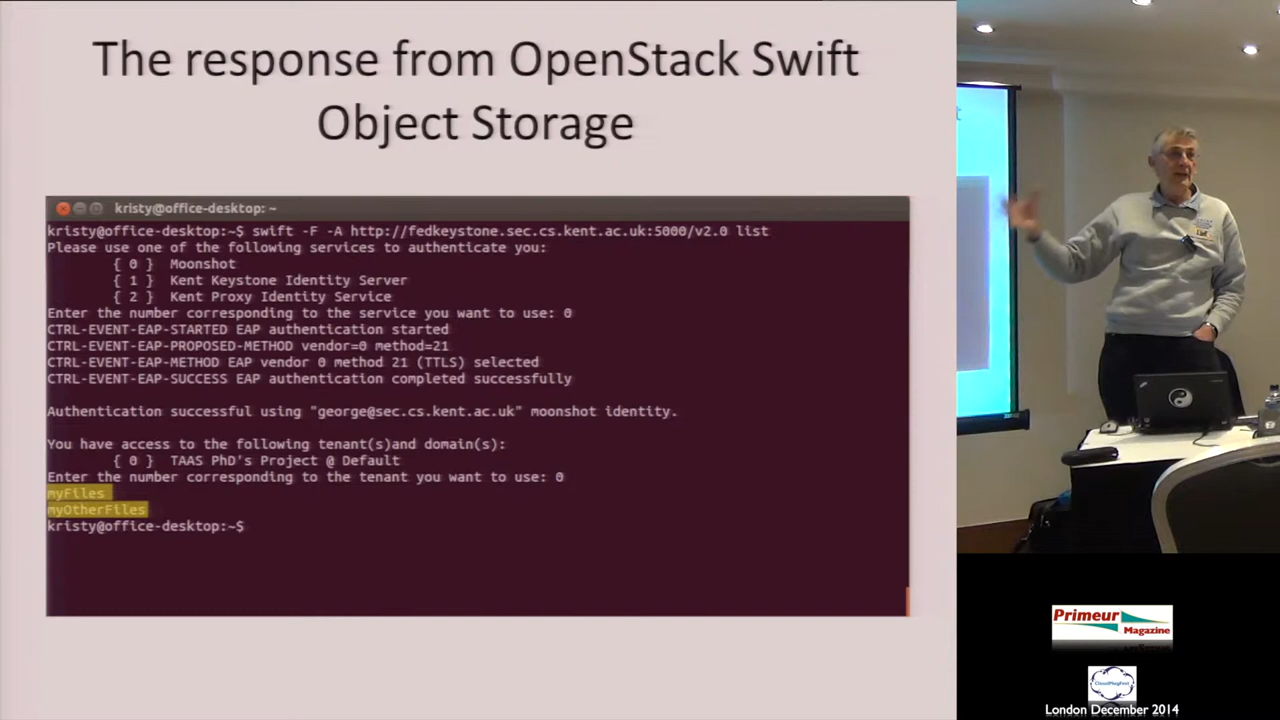 The response from OpenStack Swift
Object Storage
kristy@office-desktop: ~
kristy@office-desktop:~$ swift -F -A http://fedkeystone.sec.cs.kent.ac.uk:5000/v2.0 list
Please use one of the following services to authenticate you:
{ 0 } Moonshot
{ 1 } Kent Keystone Identity Server
{ 2 } Kent Proxy Identity Service
Enter the number corresponding to the service you want to use: 0
CTRL-EVENT-EAP-STARTED EAP authentication started
CTRL-EVENT-EAP-PROPOSED-METHOD vendor=0 method=21
CTRL-EVENT-EAP-METHOD EAP vendor 0 method 21 (TTLS) selected
CTRL-EVENT-EAP-SUCCESS EAP authentication completed successfully
Authentication successful using "george@sec.cs.kent.ac.uk" moonshot identity.
You have access to the following tenant(s)and domain(s):
{ 0 } TAAS PhD's Project @ Default
Enter the number corresponding to the tenant you want to use: 0
myFiles
myOtherFiles
kristy@office-desktop:~$
Primeur
Magazine
CloudPlugFest
London December 2014